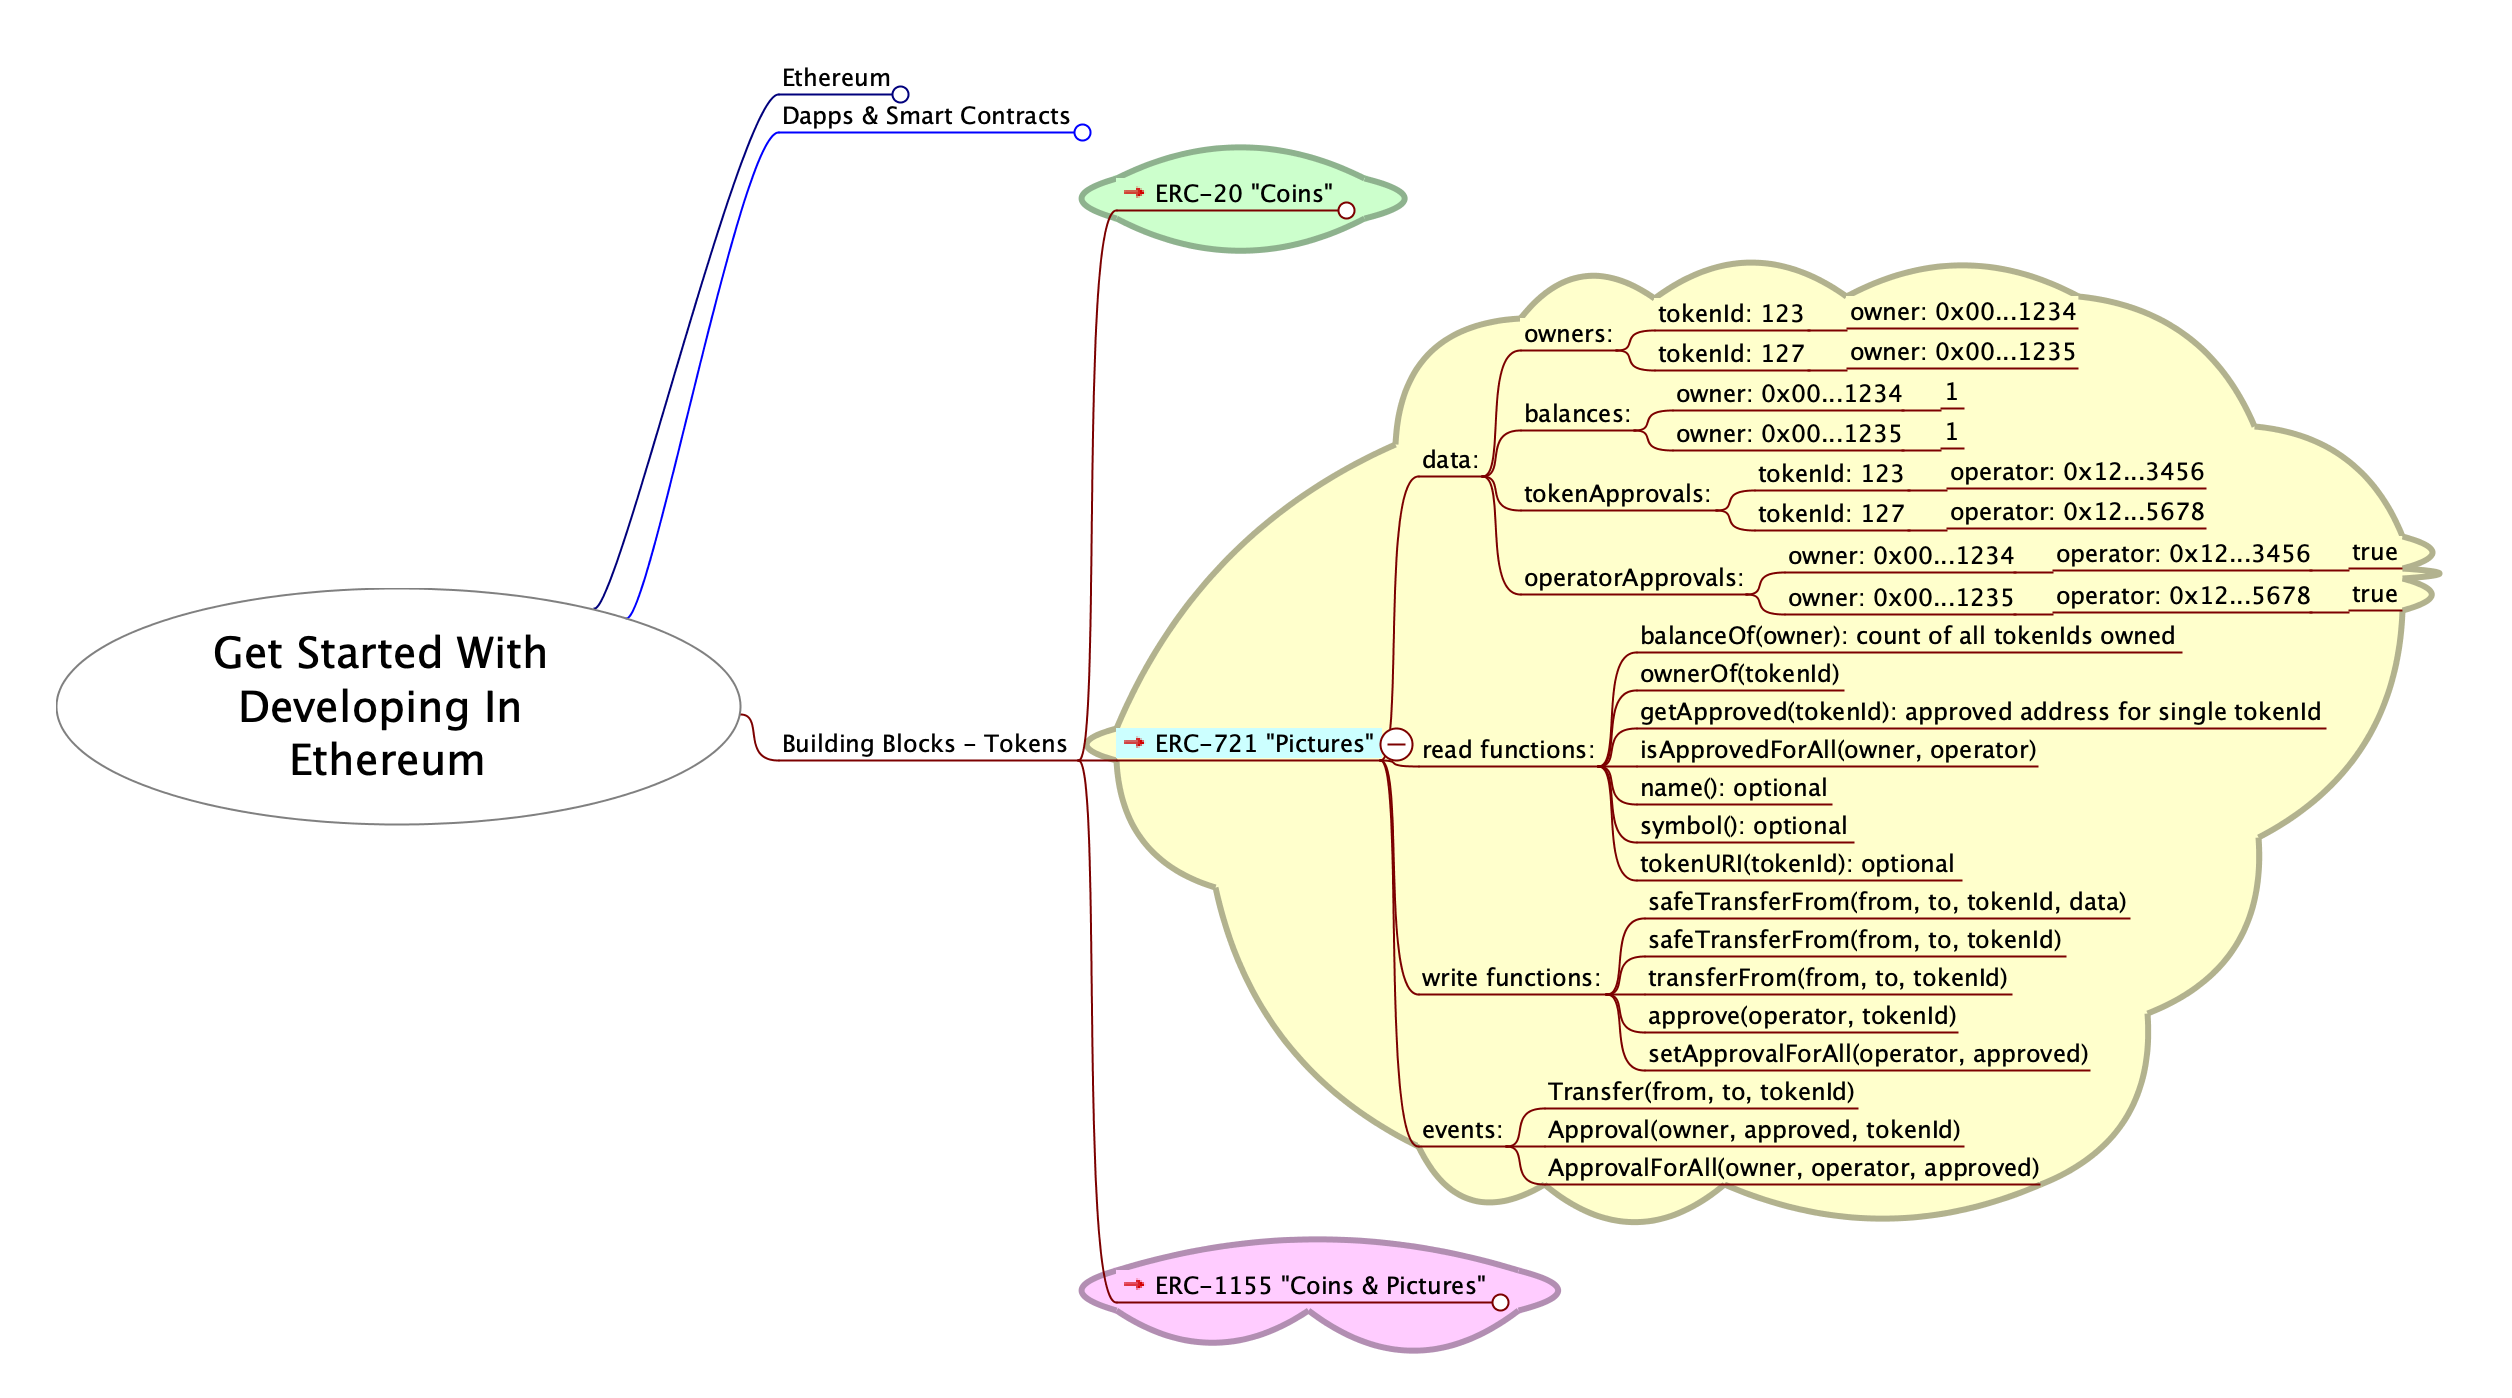 Ethereum
Dapps & Smart Contracts
Get Started With
Developing In
Ethereum
Building Blocks - Tokens
ERC-20 "Coins"
ERC-721 "Pictures"
data:
owners:
tokenId: 123 owner: 0x00...1234
tokenId: 127 owner: 0x00...1235
balances:
owner: 0x00...1234 1
owner: 0x00...1235 1
tokenApprovals:
tokenId: 123 operator: 0x12...3456
tokenId: 127 operator: 0x12...5678
operatorApprovals:
owner: 0x00...1234 operator: 0x12...3456 true
owner: 0x00...1235 operator: 0x12...5678 true
read functions:
balanceOf(owner): count of all tokenIds owned
ownerOf(tokenId)
getApproved(tokenId): approved address for single tokenId
isApprovedForAll(owner, operator)
name(): optional
symbol(): optional
tokenURI(tokenId): optional
write functions:
safeTransferFrom(from, to, tokenId, data)
safeTransferFrom(from, to, tokenId)
transferFrom(from, to, tokenId)
approve(operator, tokenId)
setApprovalForAll(operator, approved)
events:
Transfer(from, to, tokenId)
Approval(owner, approved, tokenId)
ApprovalForAll(owner, operator, approved)
ERC-1155 "Coins & Pictures"